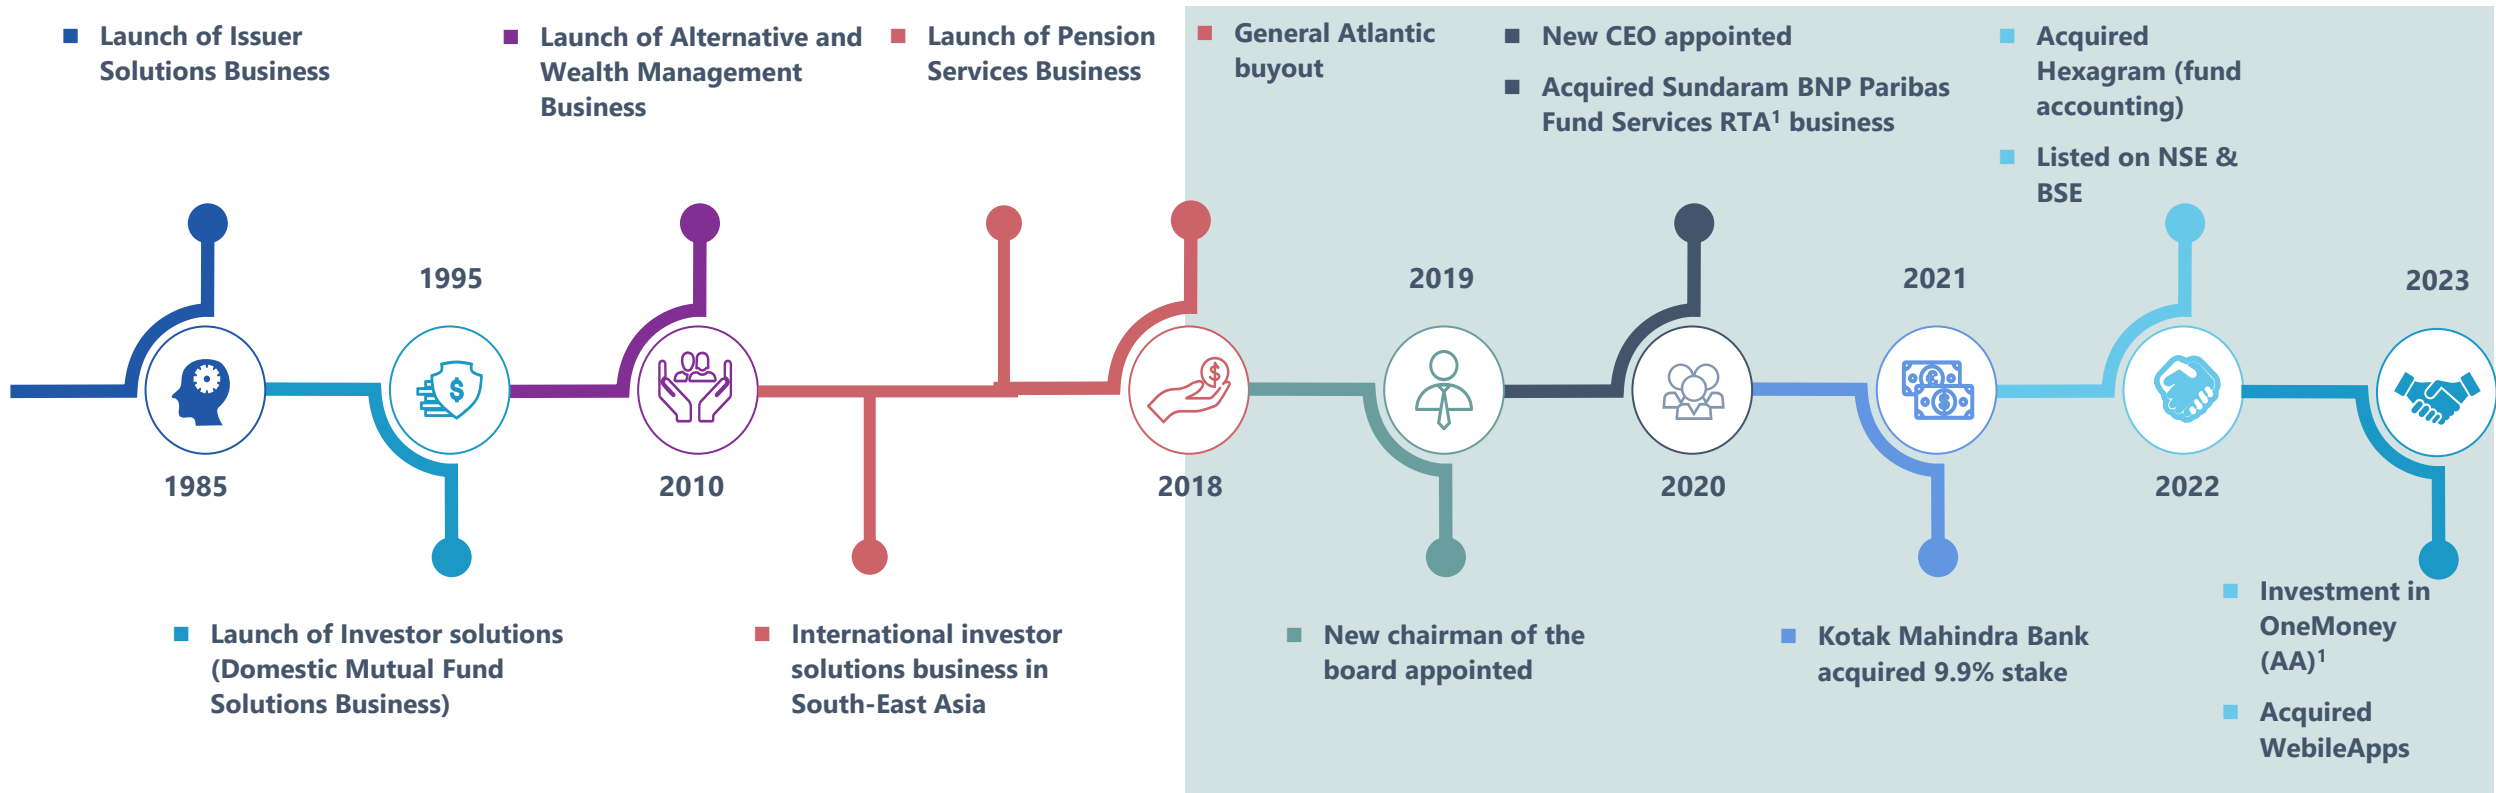 Launch of Issuer
Solutions Business
Launch of Alternative and
Wealth Management
Business
Launch of Pension
Services Business
General Atlantic
buyout
New CEO appointed
Acquired Sundaram BNP Paribas
Fund Services RTA¹ business
Acquired
Hexagram (fund
accounting)
Listed on NSE &
BSE
1995
2019
2021
2023
1985
2010
2018
2020
2022
Launch of Investor solutions
(Domestic Mutual Fund
Solutions Business)
International investor
solutions business in
South-East Asia
New chairman of the
board appointed
Kotak Mahindra Bank
acquired 9.9% stake
Investment in
OneMoney
(AA)¹
Acquired
WebileApps